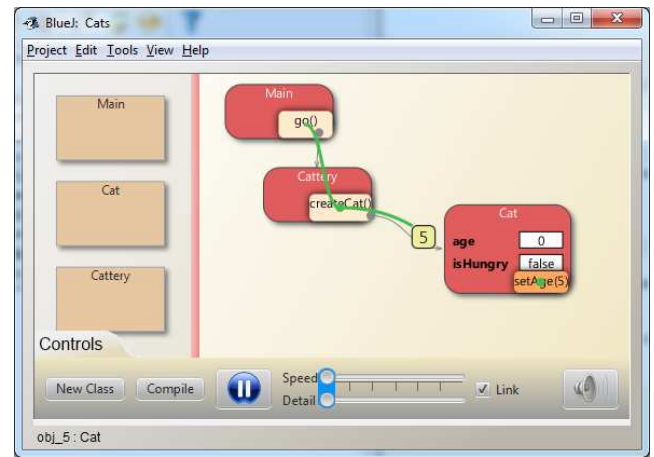 BlueJ: Cats
Project Edit Tools View Help
Main
Cat
Cattery
Main
go()
Cattery
createCat()
5
Cat
age 0
isHungry false
setAge(5)
Controls
New Class Compile Speed Detail Link
obj_5 : Cat